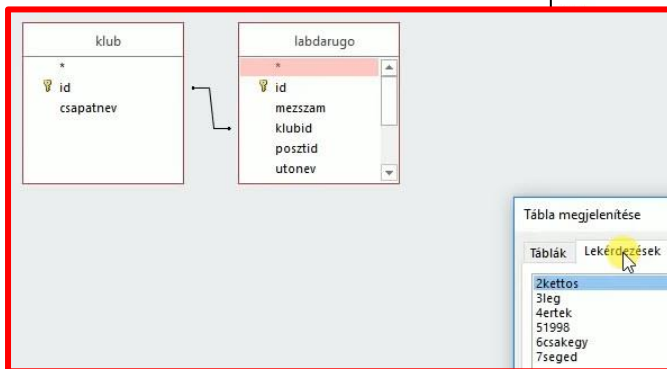 klub
*
id
csapatnev
labdarugo
*
id
mezszam
klubid
posztid
utonev
Tábla megjelenítése
Táblák
Lekérdezések
2kettos
3leg
4ertek
51998
6csakegy
7seged